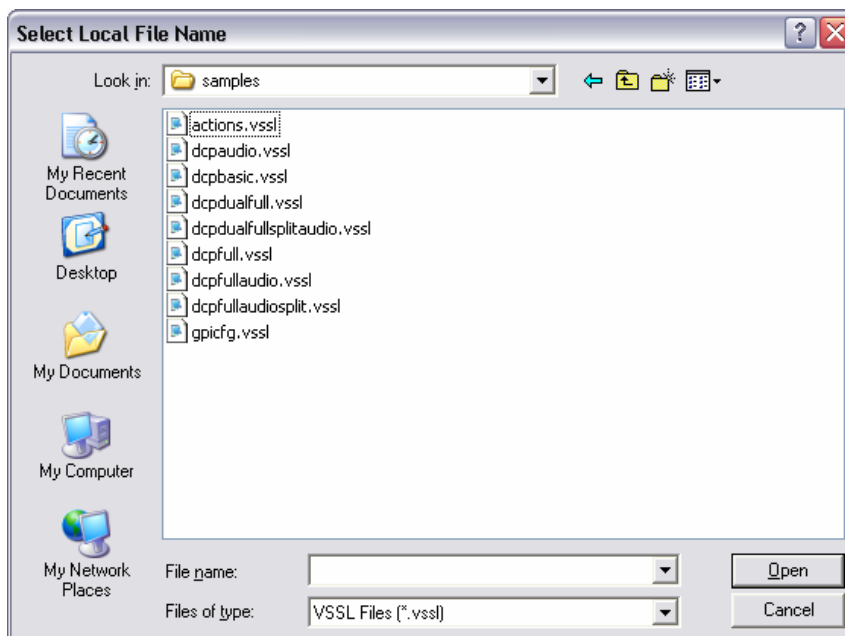 Select Local File Name
Look in: samples
actions.vssl
dcpaudio.vssl
dcpbasic.vssl
dcpdualfull.vssl
dcpdualfullsplitaudio.vssl
dcpfull.vssl
dcpfullaudio.vssl
dcpfullaudiosplit.vssl
gpicfg.vssl
My Recent
Documents
Desktop
My Documents
My Computer
My Network
Places
File name:
Open
Files of type: VSSL Files (*.vssl)
Cancel